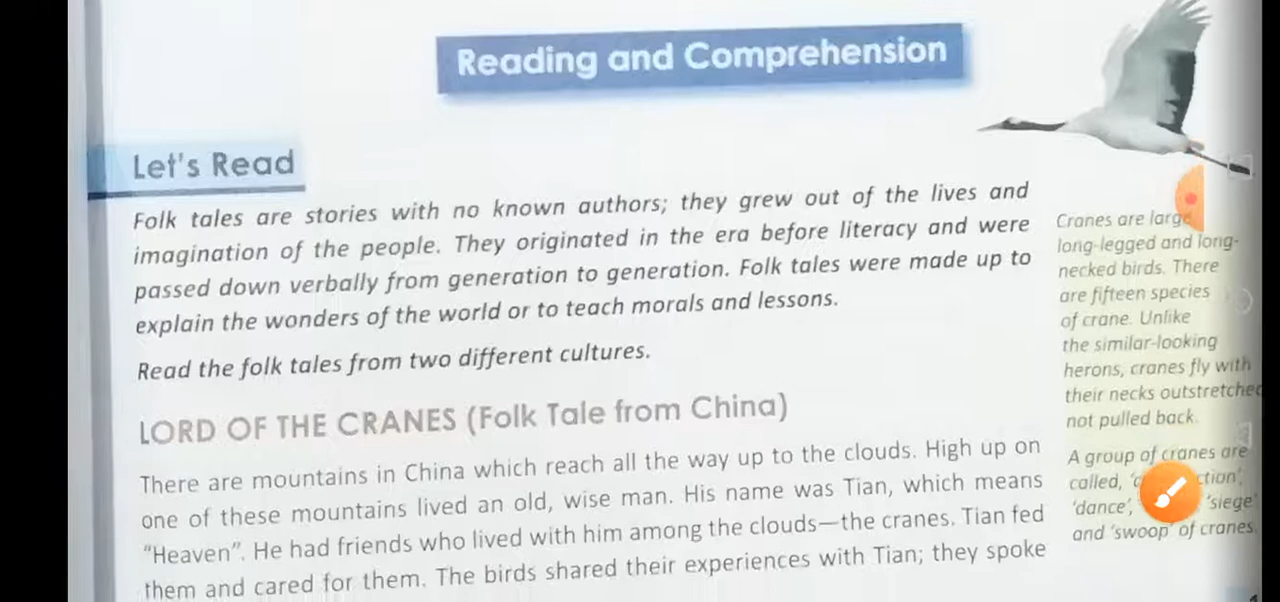 Reading and Comprehension
Let's Read
Folk tales are stories with no known authors; they grew out of the lives and
imagination of the people. They originated in the era before literacy and were
passed down verbally from generation to generation. Folk tales were made up to
explain the wonders of the world or to teach morals and lessons.
Read the folk tales from two different cultures.
LORD OF THE CRANES (Folk Tale from China)
There are mountains in China which reach all the way up to the clouds. High up on
one of these mountains lived an old, wise man. His name was Tian, which means
"Heaven". He had friends who lived with him among the clouds—the cranes. Tian fed
them and cared for them. The birds shared their experiences with Tian; they spoke
Cranes are large
long-legged and long-
necked birds. There
are fifteen species
of crane. Unlike
the similar-looking
herons, cranes fly with
their necks outstretched
not pulled back.
A group of cranes are
called,
'dance', 'siege'
and 'swoop' of cranes.